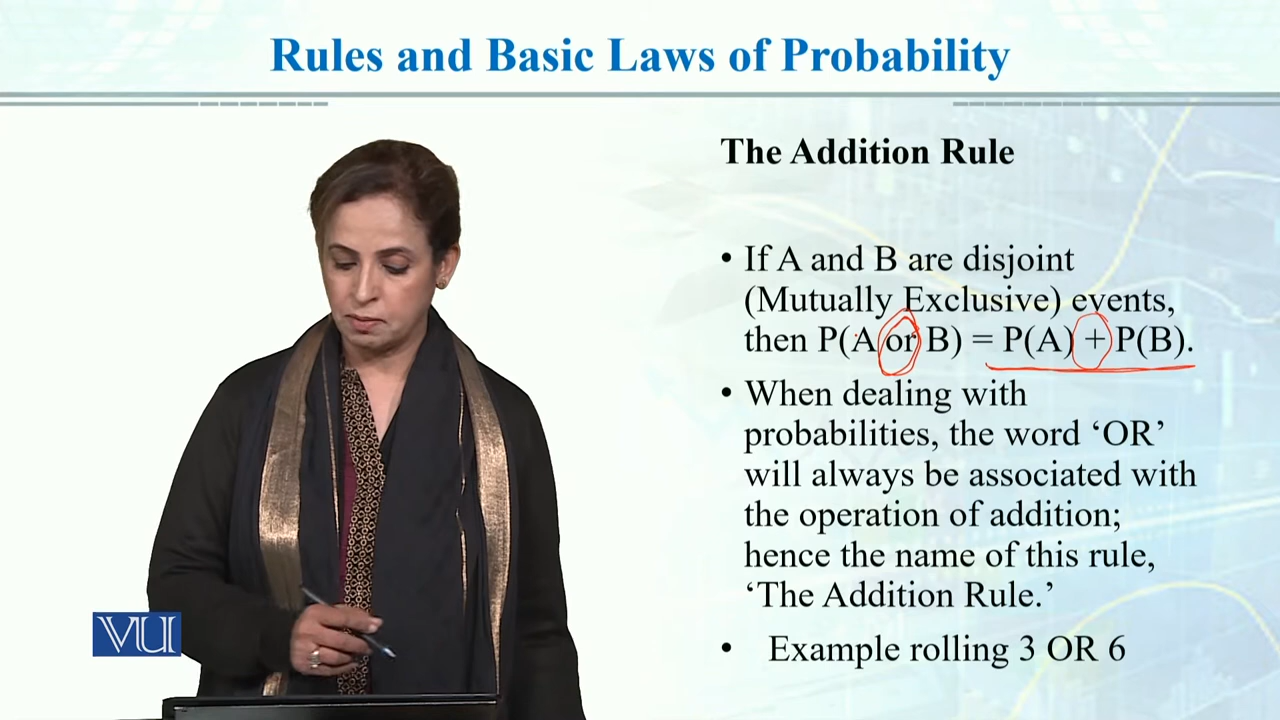 Rules and Basic Laws of Probability
The Addition Rule
• If A and B are disjoint
(Mutually Exclusive) events,
then P(A or B) = P(A) + P(B).
• When dealing with
probabilities, the word ‘OR’
will always be associated with
the operation of addition;
hence the name of this rule,
‘The Addition Rule.’
• Example rolling 3 OR 6
VU